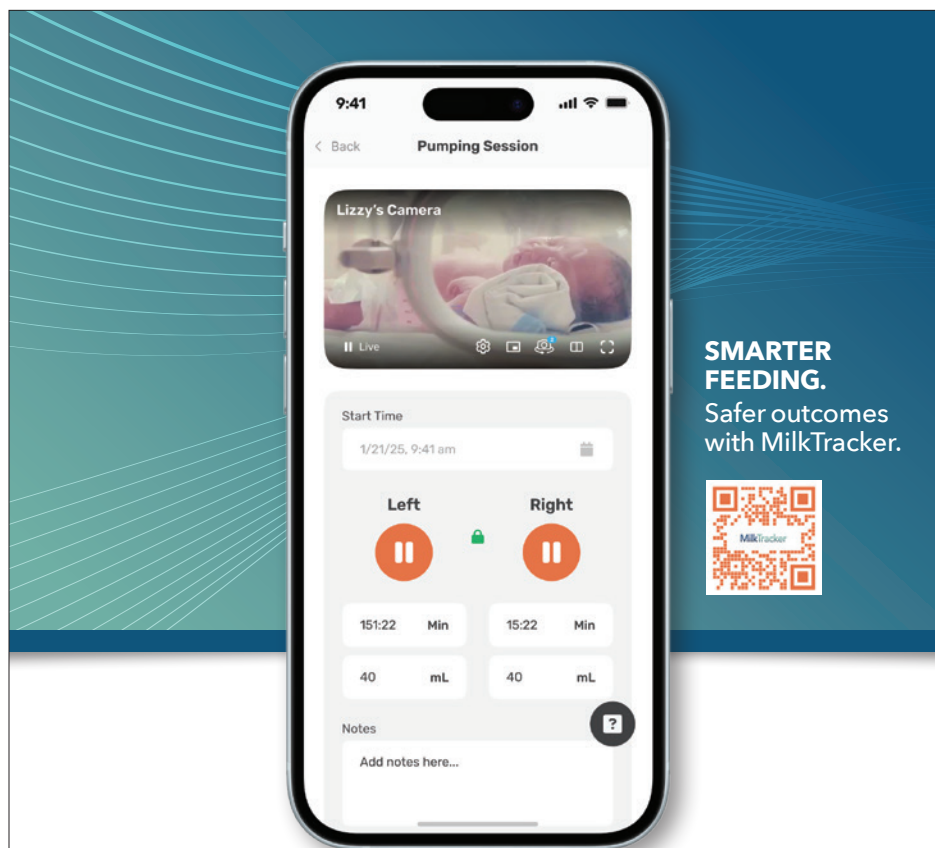 9:41
Back Pumping Session
Lizzy's Camera
Live
2
Start Time
1/21/25, 9:41 am
Left Right
151:22 Min 15:22 Min
40 mL 40 mL
?
Notes
Add notes here...
SMARTER
FEEDING.
Safer outcomes
with MilkTracker.
MilkTracker